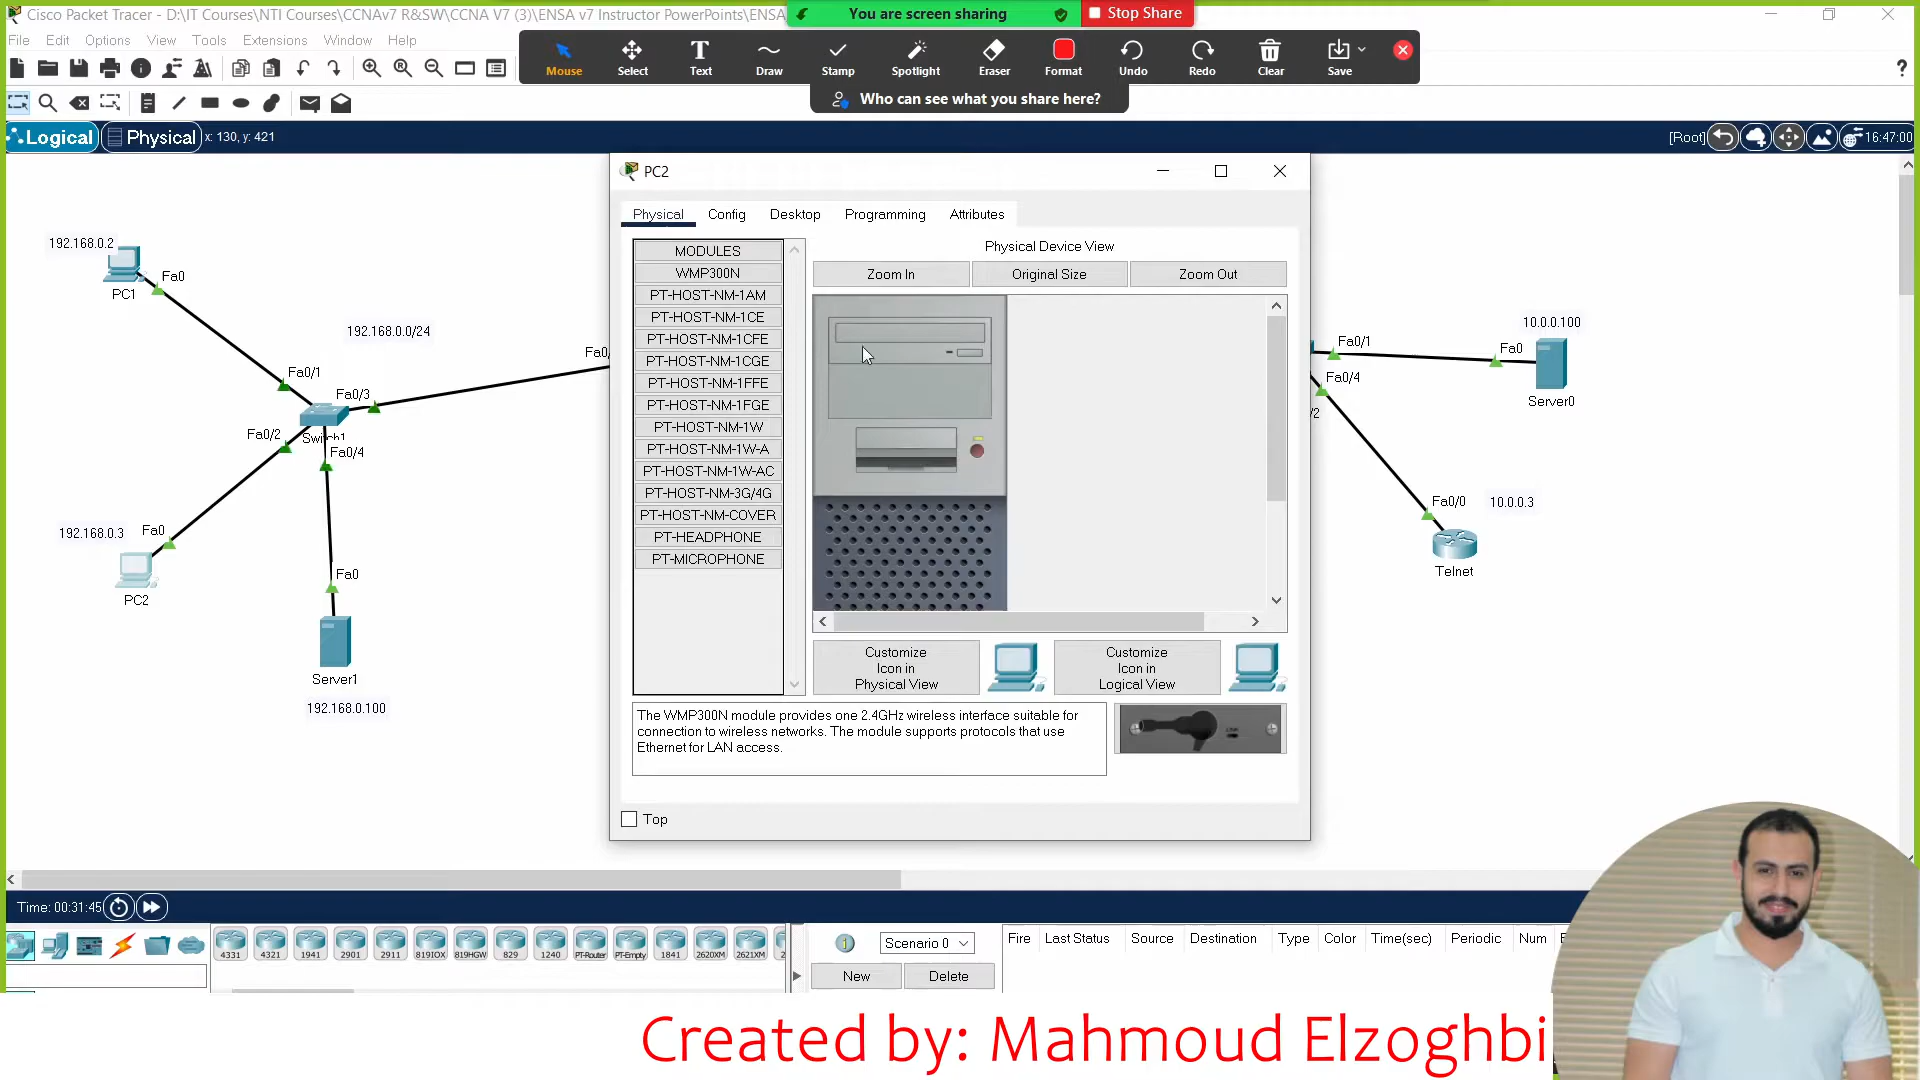 Cisco Packet Tracer - D:\IT Courses\NTI Courses\CCNAv7 R&SW\CCNA V7 (3)\ENSA v7 Instructor PowerPoints\ENSA
You are screen sharing
Stop Share
File Edit Options View Tools Extensions Window Help
Mouse Select Text Draw Stamp Spotlight Eraser Format Undo Redo Clear Save
Who can see what you share here?
Logical Physical x: 130, y: 421
[Root] 16:47:00
PC2
Physical Config Desktop Programming Attributes
MODULES
WMP300N
PT-HOST-NM-1AM
PT-HOST-NM-1CE
PT-HOST-NM-1CFE
PT-HOST-NM-1CGE
PT-HOST-NM-1FFE
PT-HOST-NM-1FGE
PT-HOST-NM-1W
PT-HOST-NM-1W-A
PT-HOST-NM-1W-AC
PT-HOST-NM-3G/4G
PT-HOST-NM-COVER
PT-HEADPHONE
PT-MICROPHONE
Physical Device View
Zoom In Original Size Zoom Out
Customize
Icon in
Physical View
Customize
Icon in
Logical View
The WMP300N module provides one 2.4GHz wireless interface suitable for
connection to wireless networks. The module supports protocols that use
Ethernet for LAN access.
Top
192.168.0.2
Fa0
PC1
192.168.0.0/24
Fa0/1
Fa0/3
Fa0/2
Switch1
Fa0/4
Fa0/
192.168.0.3
Fa0
PC2
Fa0
Server1
192.168.0.100
10.0.0.100
Fa0/1
Fa0
Fa0/4
Server0
/2
Fa0/0
10.0.0.3
Telnet
Time: 00:31:45
4331 4321 1941 2901 2911 819IOX 819HGW 829 1240 PT-Router PT-Empty 1841 2620XM 2621XM 2
Scenario 0
New Delete
Fire Last Status Source Destination Type Color Time(sec) Periodic Num
Created by: Mahmoud Elzoghbi